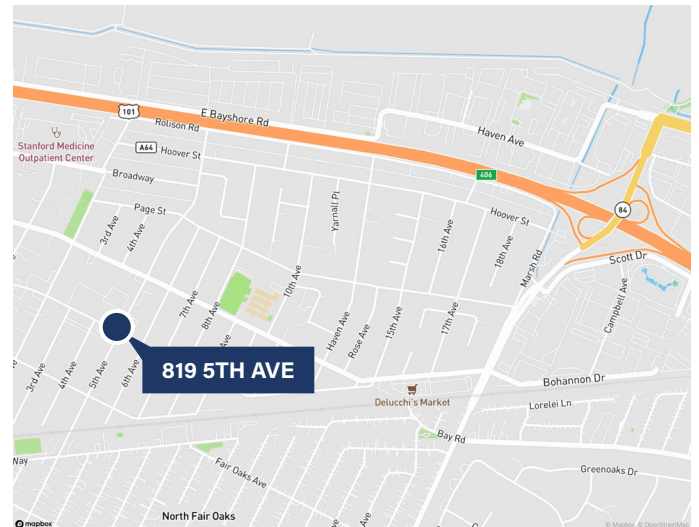 101
E Bayshore Rd
Rolison Rd
Haven Ave
Stanford Medicine
Outpatient Center
A64
Hoover St
Broadway
406
84
Page St
3rd Ave
4th Ave
Yarnall Pl
Hoover St
16th Ave
18th Ave
Marsh Rd
Scott Dr
Campbell Ave
7th Ave
8th Ave
10th Ave
Haven Ave
Rose Ave
15th Ave
17th Ave
3rd Ave
4th Ave
5th Ave
6th Ave
Ave
819 5TH AVE
Bohannon Dr
Delucchi's Market
Lorelei Ln
Bay Rd
Way
Fair Oaks Ave
Greenoaks Dr
North Fair Oaks
mapbox
© Mapbox, © OpenStreetMap